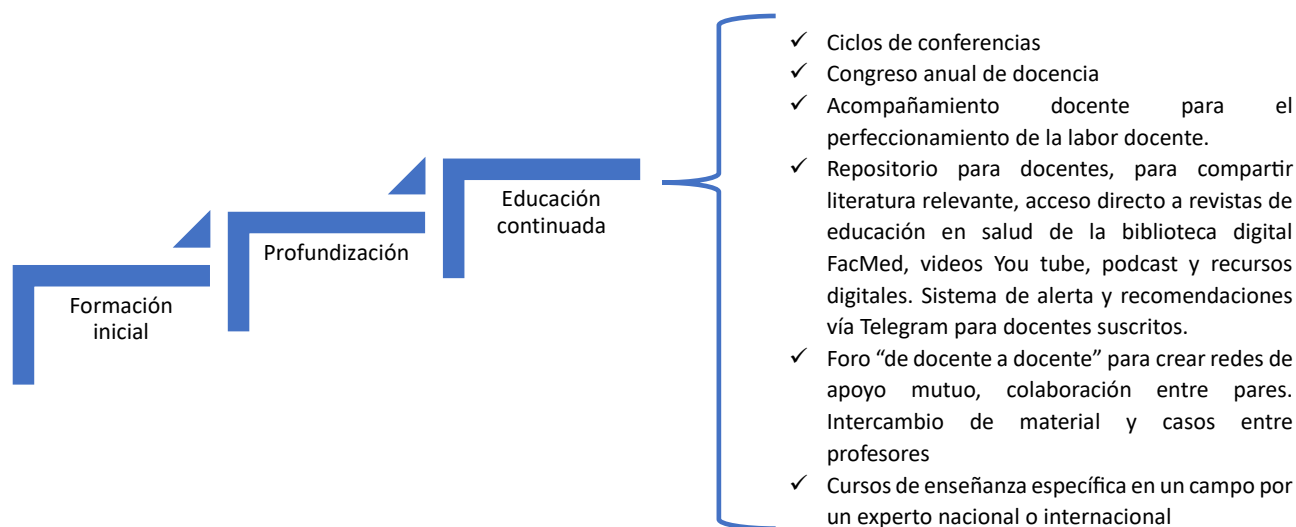 Formación
inicial
Profundización
Educación
continuada
✓ Ciclos de conferencias
✓ Congreso anual de docencia
✓ Acompañamiento docente para el
perfeccionamiento de la labor docente.
✓ Repositorio para docentes, para compartir
literatura relevante, acceso directo a revistas de
educación en salud de la biblioteca digital
FacMed, videos You tube, podcast y recursos
digitales. Sistema de alerta y recomendaciones
vía Telegram para docentes suscritos.
✓ Foro “de docente a docente” para crear redes de
apoyo mutuo, colaboración entre pares.
Intercambio de material y casos entre
profesores
✓ Cursos de enseñanza específica en un campo por
un experto nacional o internacional